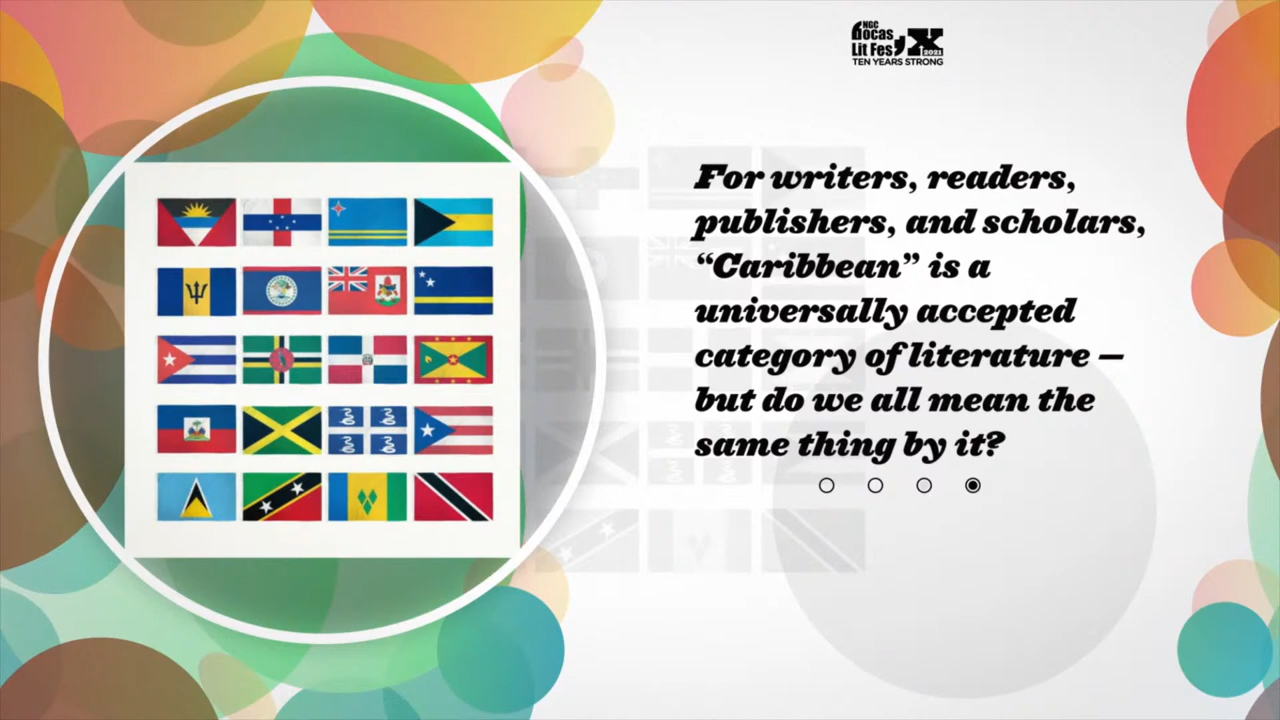 NGC
Bocas
Lit Fest
X
2021
TEN YEARS STRONG
For writers, readers,
publishers, and scholars,
“Caribbean” is a
universally accepted
category of literature —
but do we all mean the
same thing by it?